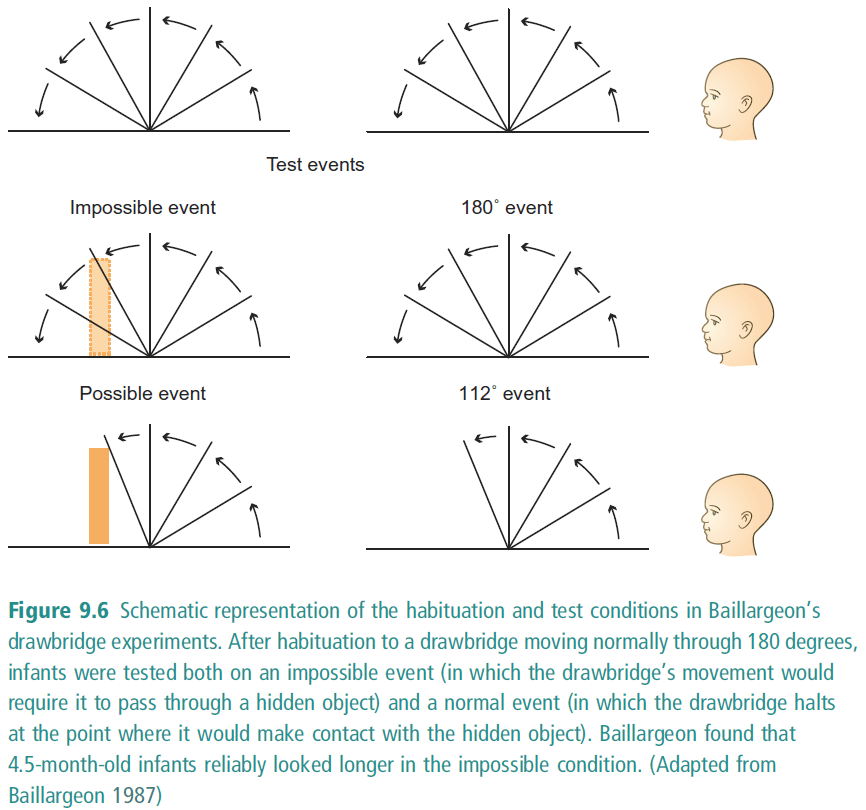 Test events
Impossible event
180° event
Possible event
112° event
Figure 9.6 Schematic representation of the habituation and test conditions in Baillargeon's
drawbridge experiments. After habituation to a drawbridge moving normally through 180 degrees,
infants were tested both on an impossible event (in which the drawbridge's movement would
require it to pass through a hidden object) and a normal event (in which the drawbridge halts
at the point where it would make contact with the hidden object). Baillargeon found that
4.5-month-old infants reliably looked longer in the impossible condition. (Adapted from
Baillargeon 1987)